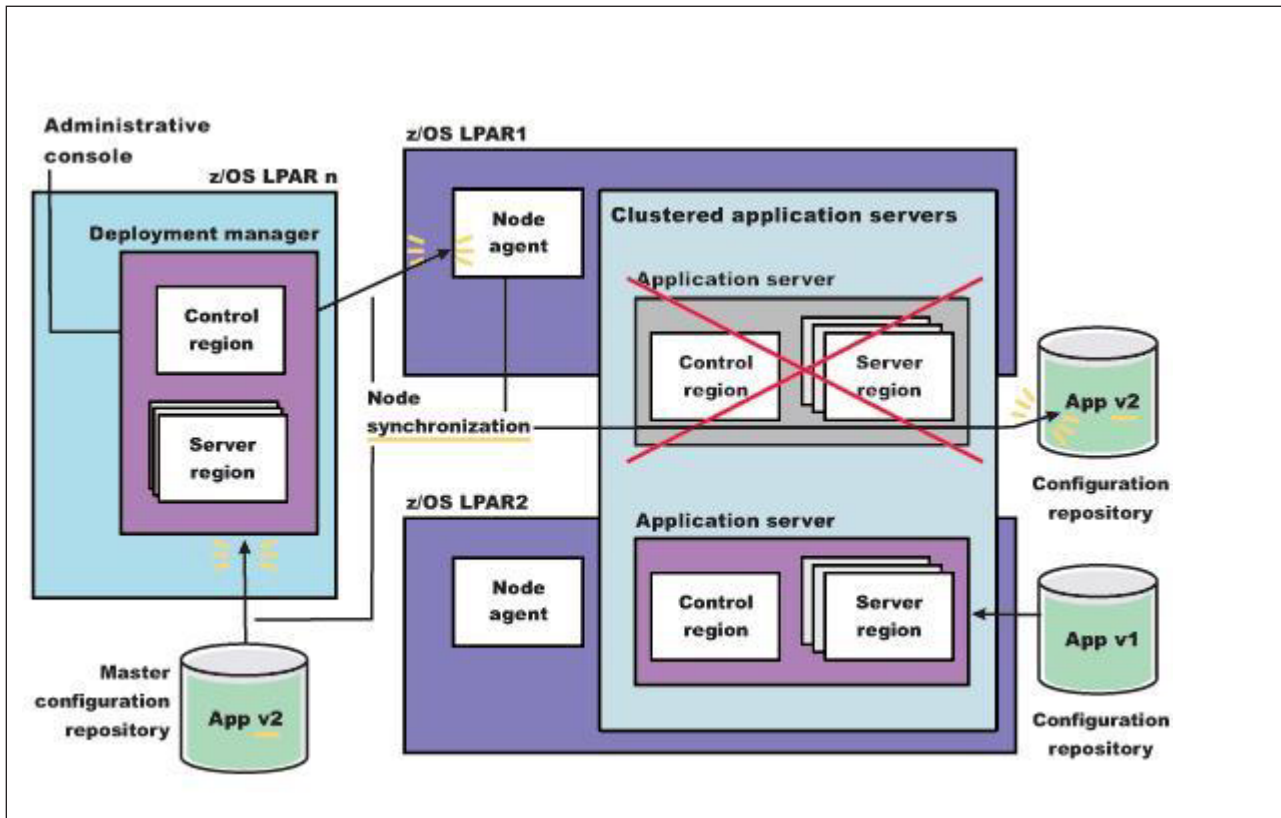 Administrative
console
z/OS LPAR n
Deployment manager
Control
region
Server
region
Master
configuration
repository
App v2
Node
synchronization
z/OS LPAR1
Node
agent
Clustered application servers
Application server
Control
region
Server
region
App v2
Configuration
repository
z/OS LPAR2
Node
agent
Application server
Control
region
Server
region
App v1
Configuration
repository